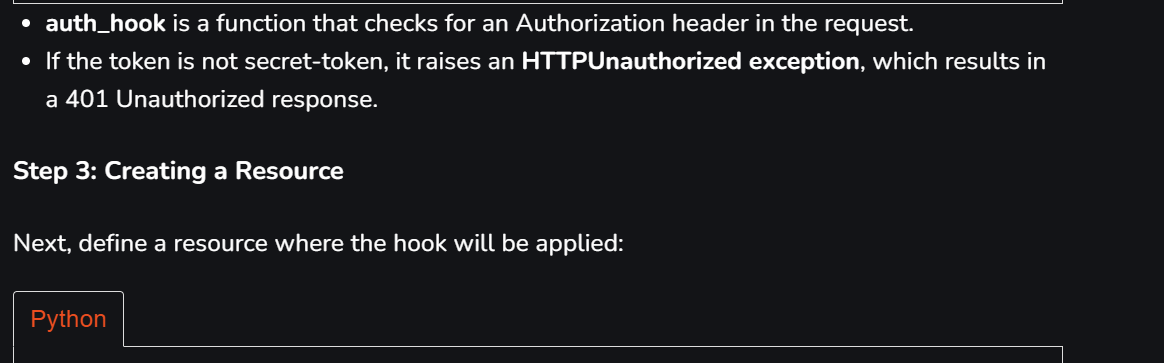 • auth_hook is a function that checks for an Authorization header in the request.
• If the token is not secret-token, it raises an HTTPUnauthorized exception, which results in
a 401 Unauthorized response.
Step 3: Creating a Resource
Next, define a resource where the hook will be applied:
Python